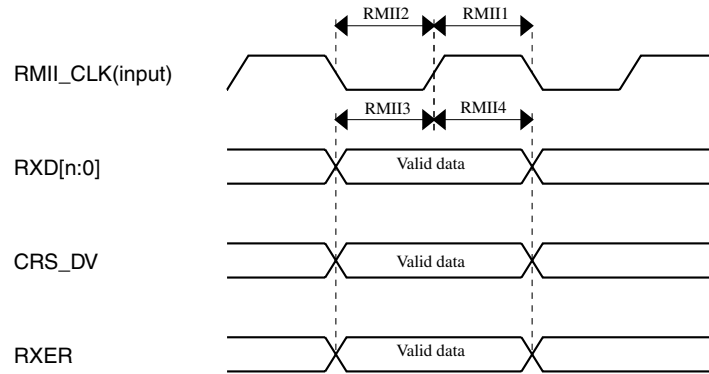 RMII2 RMII1
RMII_CLK(input)
RMII3 RMII4
RXD[n:0] Valid data
CRS_DV Valid data
RXER Valid data